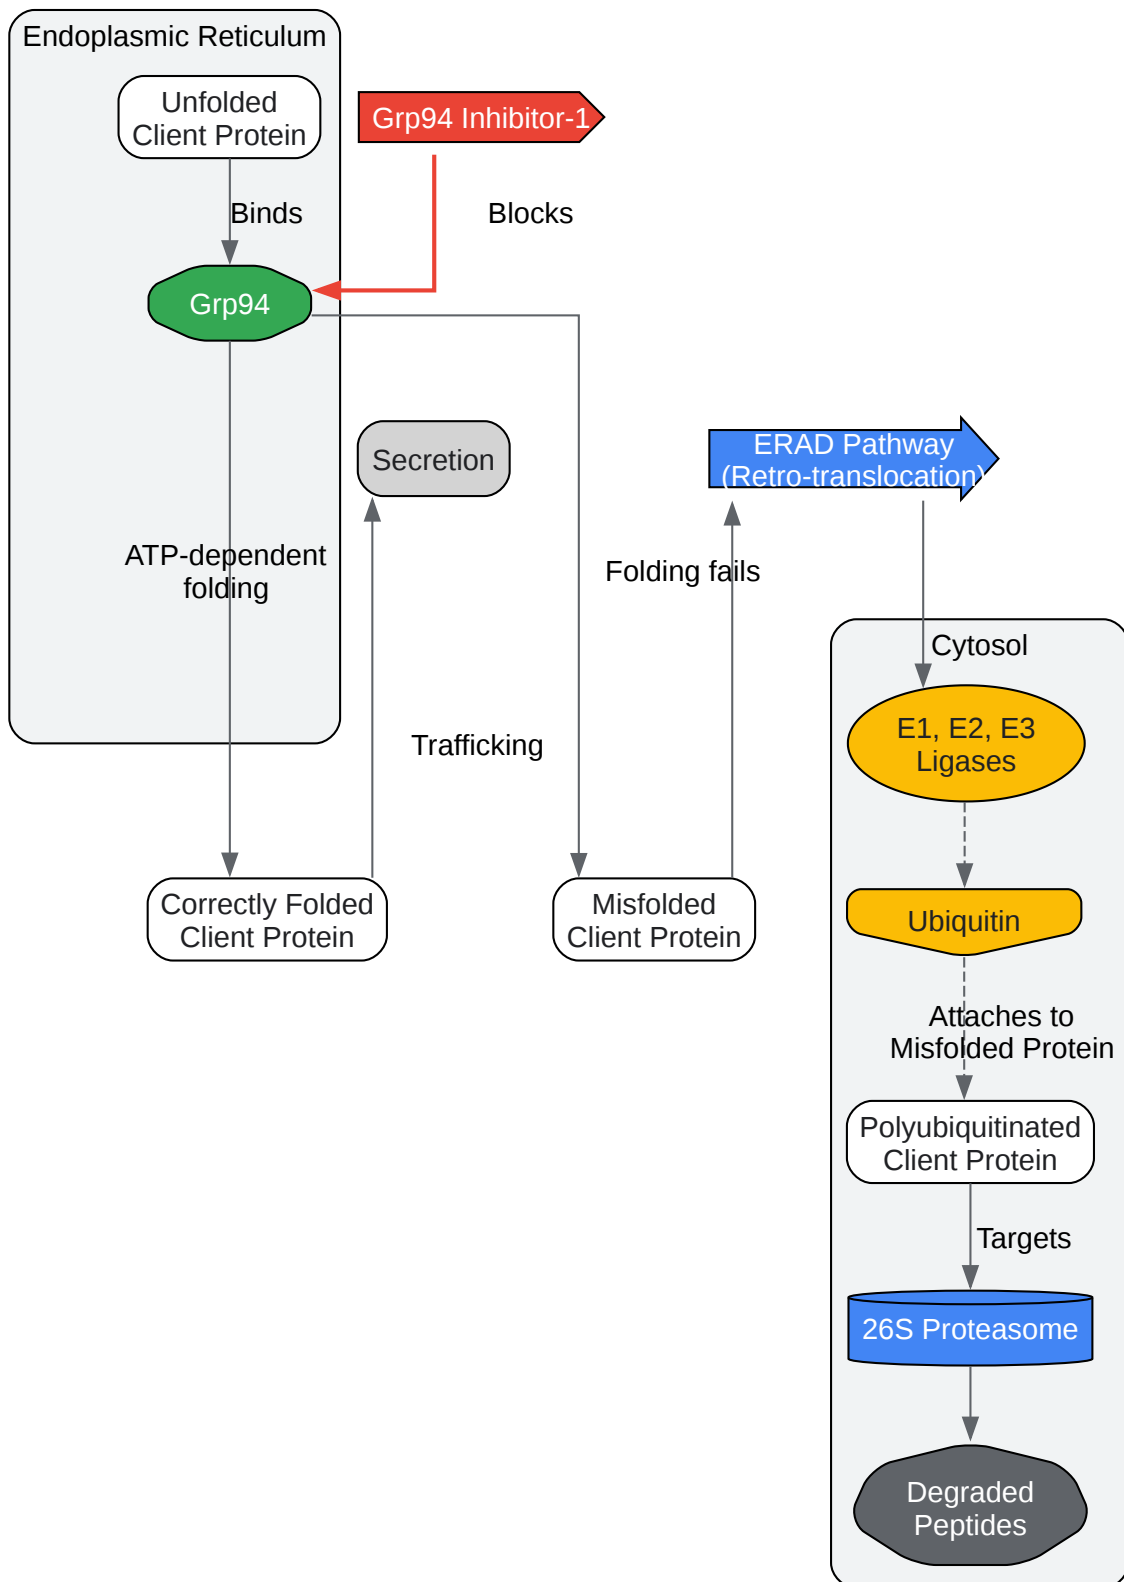 Endoplasmic Reticulum
Unfolded
Client Protein
Grp94 Inhibitor-1
Binds
Blocks
Grp94
Secretion
ERAD Pathway
(Retro-translocation)
ATP-dependent
folding
Folding fails
Cytosol
Trafficking
E1, E2, E3
Ligases
Correctly Folded
Client Protein
Misfolded
Client Protein
Ubiquitin
Attaches to
Misfolded Protein
Polyubiquitinated
Client Protein
Targets
26S Proteasome
Degraded
Peptides